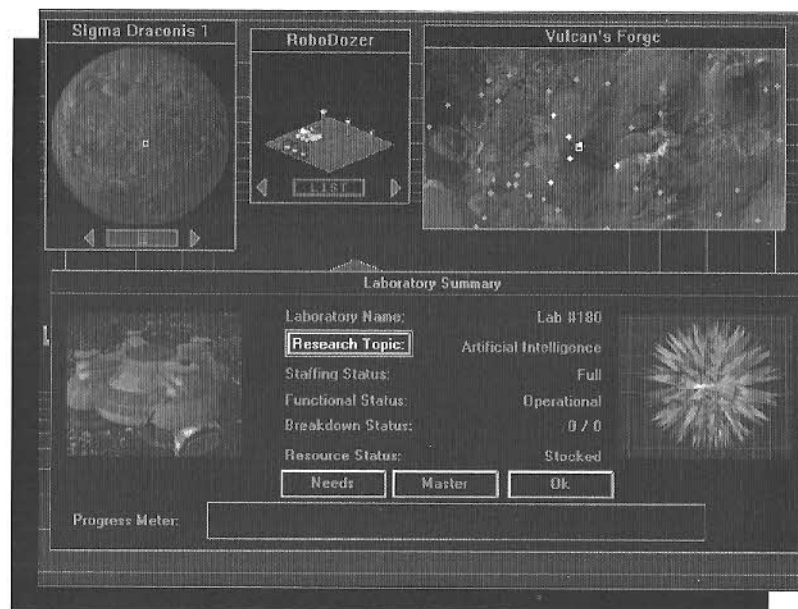 Sigma Draconis 1
RoboDozer
LIST
Vulcan's Forge
Laboratory Summary
Laboratory Name: Lab #180
Research Topic: Artificial Intelligence
Staffing Status: Full
Functional Status: Operational
Breakdown Status: 0 / 0
Resource Status: Stocked
Needs Master Ok
Progress Meter: